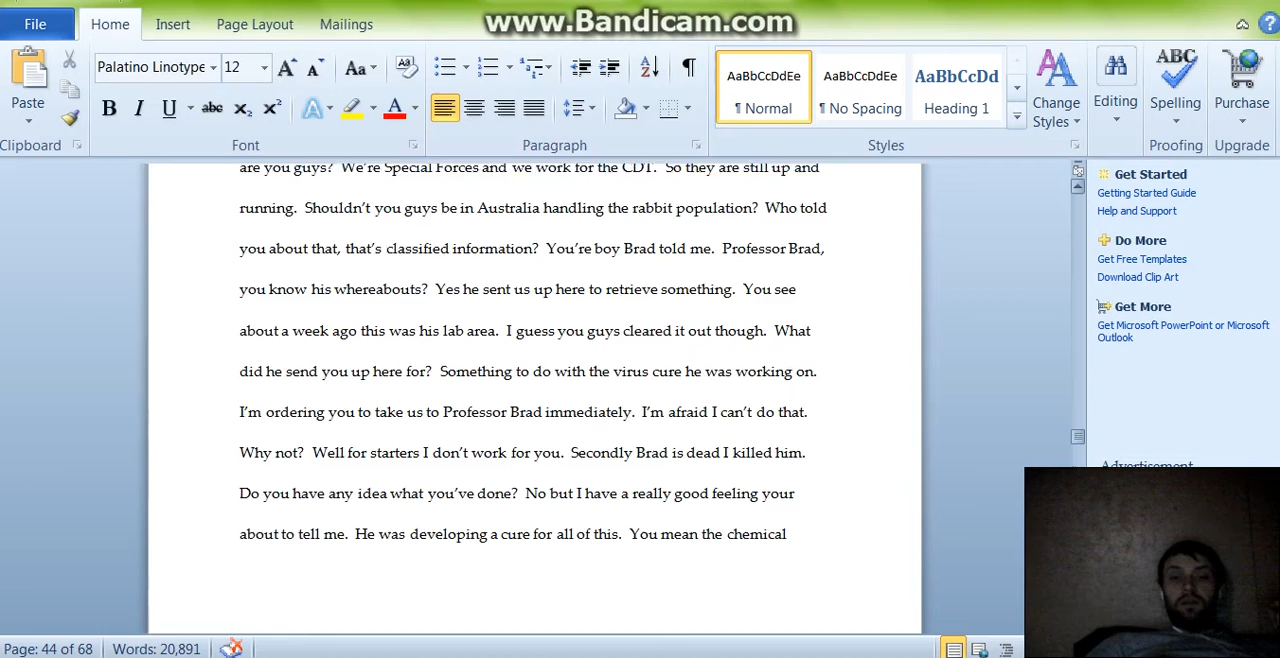 www.Bandicam.com
File Home Insert Page Layout Mailings
Palatino Linotype 12
Paste
B I U abc X₂ X² A A
Aa
AaBbCcDdEe AaBbCcDdEe AaBbCcDd
¶ Normal ¶ No Spacing Heading 1
Change Styles
Editing
ABC
Spelling
Purchase
Clipboard Font Paragraph Styles Proofing Upgrade
are you guys?  We're Special Forces and we work for the CDT.  So they are still up and
running.  Shouldn't you guys be in Australia handling the rabbit population?  Who told
you about that, that's classified information?  You're boy Brad told me.  Professor Brad,
you know his whereabouts?  Yes he sent us up here to retrieve something.  You see
about a week ago this was his lab area.  I guess you guys cleared it out though.  What
did he send you up here for?  Something to do with the virus cure he was working on.
I'm ordering you to take us to Professor Brad immediately.  I'm afraid I can't do that.
Why not?  Well for starters I don't work for you.  Secondly Brad is dead I killed him.
Do you have any idea what you've done?  No but I have a really good feeling your
about to tell me.  He was developing a cure for all of this.  You mean the chemical
Get Started
Getting Started Guide
Help and Support
Do More
Get Free Templates
Download Clip Art
Get More
Get Microsoft PowerPoint or Microsoft
Outlook
Advertisement
Page: 44 of 68 Words: 20,891